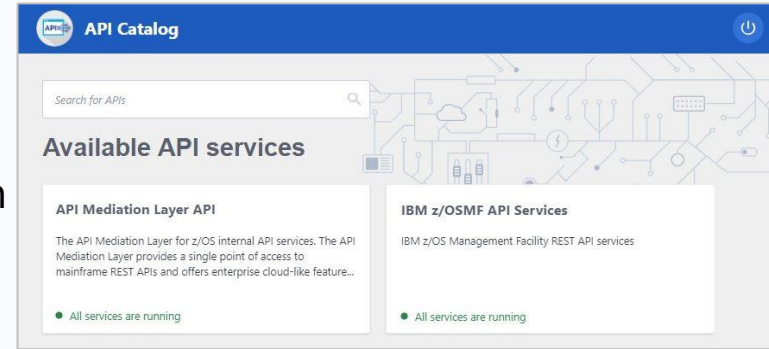 API
API Catalog
Search for APIs
Available API services
n
API Mediation Layer API
The API Mediation Layer for z/OS internal API services. The API
Mediation Layer provides a single point of access to
mainframe REST APIs and offers enterprise cloud-like feature...
All services are running
IBM z/OSMF API Services
IBM z/OS Management Facility REST API services
All services are running